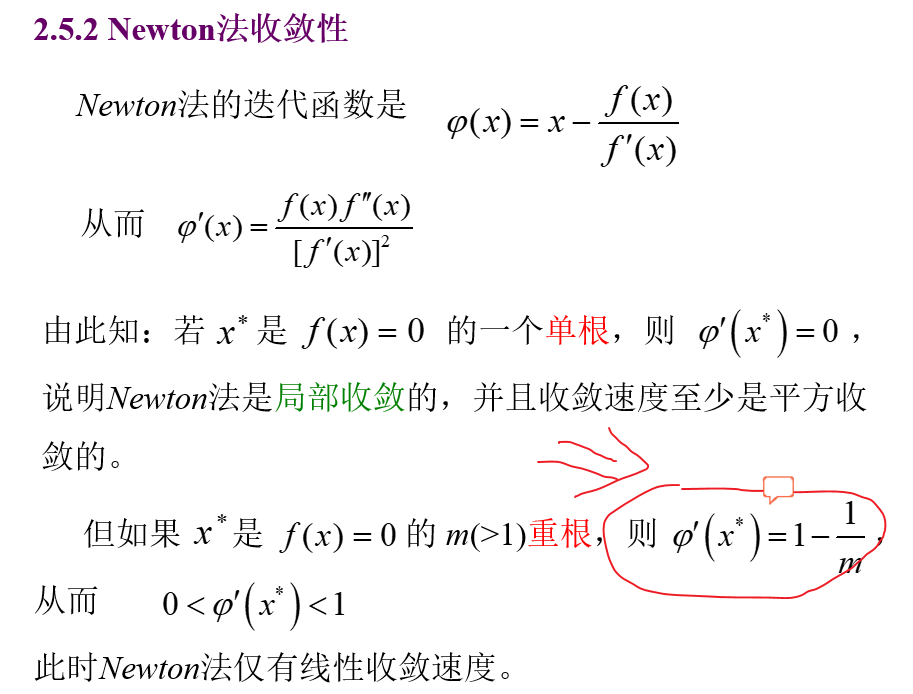 2.5.2 Newton法收敛性
Newton法的迭代函数是 φ(x) = x − f(x)/f′(x)
从而 φ′(x) = f(x)f″(x)/[f′(x)]²
由此知：若 x* 是 f(x) = 0 的一个单根，则 φ′(x*) = 0，
说明Newton法是局部收敛的，并且收敛速度至少是平方收
敛的。
但如果 x* 是 f(x) = 0 的 m(>1)重根，则 φ′(x*) = 1 − 1/m，
从而 0 < φ′(x*) < 1
此时Newton法仅有线性收敛速度。